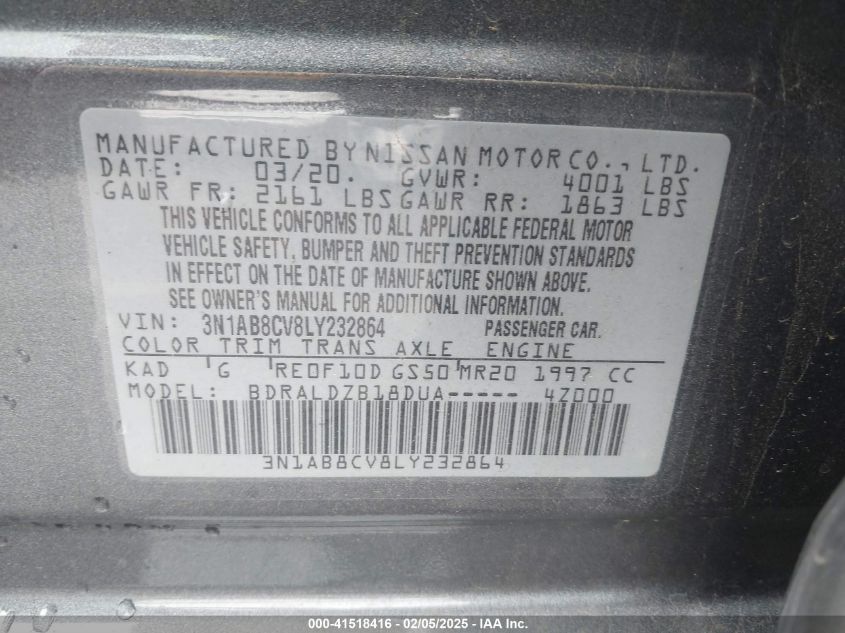 MANUFACTURED BY NISSAN MOTOR CO., LTD.
DATE: 03/20. GVWR: 4001 LBS
GAWR FR: 2161 LBS GAWR RR: 1863 LBS
THIS VEHICLE CONFORMS TO ALL APPLICABLE FEDERAL MOTOR
VEHICLE SAFETY, BUMPER AND THEFT PREVENTION STANDARDS
IN EFFECT ON THE DATE OF MANUFACTURE SHOWN ABOVE.
SEE OWNER'S MANUAL FOR ADDITIONAL INFORMATION.
VIN: 3N1AB8CV8LY232864 PASSENGER CAR.
COLOR TRIM TRANS AXLE ENGINE
KAD G RE0F10D GS50 MR20 1997 CC
MODEL: BDRALDZB18DUA----- 4Z000
3N1AB8CV8LY232864
000-41518416 - 02/05/2025 - IAA Inc.